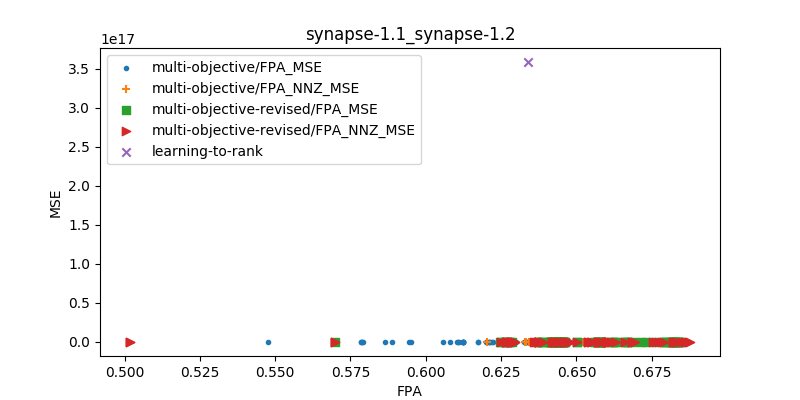 synapse-1.1_synapse-1.2
1e17
multi-objective/FPA_MSE
multi-objective/FPA_NNZ_MSE
multi-objective-revised/FPA_MSE
multi-objective-revised/FPA_NNZ_MSE
learning-to-rank
3.5
3.0
2.5
2.0
1.5
1.0
0.5
0.0
MSE
0.500 0.525 0.550 0.575 0.600 0.625 0.650 0.675
FPA